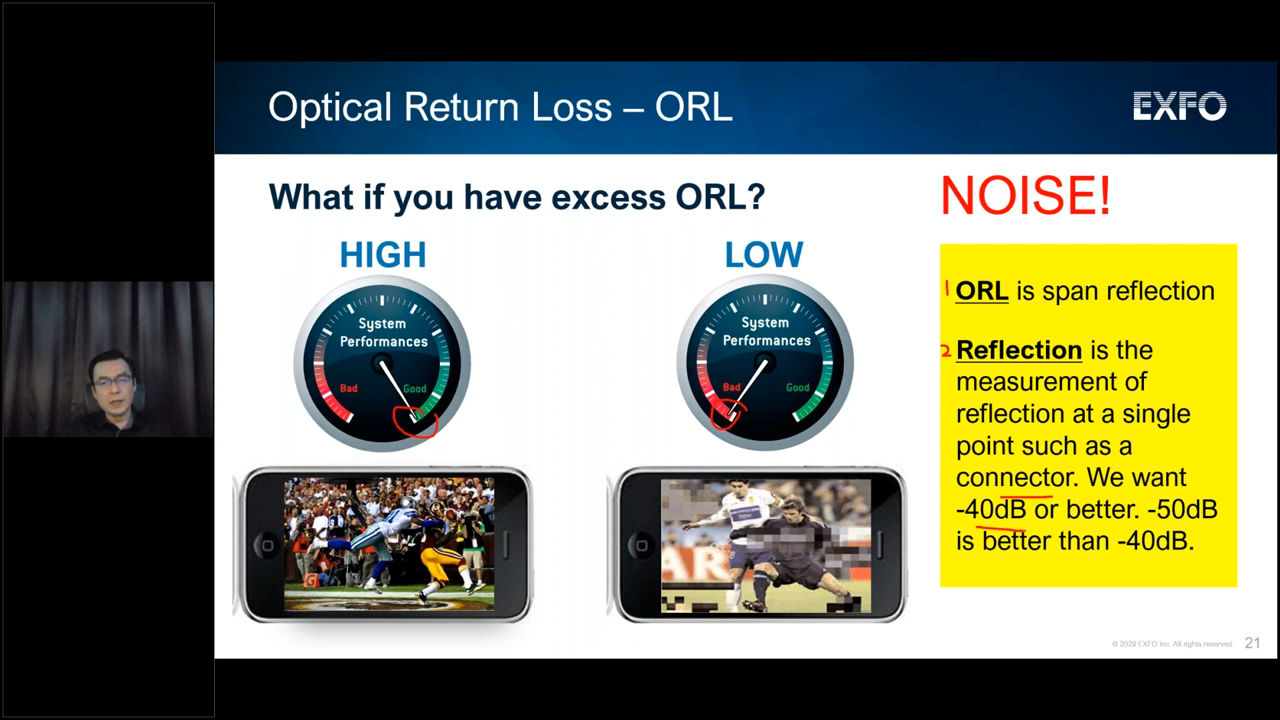 Optical Return Loss – ORL
EXFO
What if you have excess ORL?
NOISE!
HIGH
LOW
System
Performances
Bad
Good
System
Performances
Bad
Good
1
ORL is span reflection
2
Reflection is the
measurement of
reflection at a single
point such as a
connector. We want
-40dB or better. -50dB
is better than -40dB.
© 2029 EXFO Inc. All rights reserved.
21